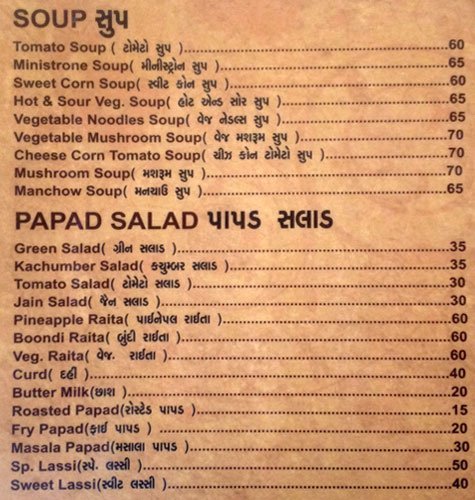 SOUP સુપ
Tomato Soup ( ટોમેટો સુપ )........60
Ministrone Soup( મીનીસ્ટ્રોન સુપ )........65
Sweet Corn Soup( સ્વીટ કોન સુપ )........60
Hot & Sour Veg. Soup( હોટ એન્ડ સોર સુપ )........65
Vegetable Noodles Soup( વેજ નેડલ્સ સુપ )........65
Vegetable Mushroom Soup( વેજ મશરૂમ સુપ )........70
Cheese Corn Tomato Soup( ચીઝ કોન ટોમેટો સુપ )........70
Mushroom Soup( મશરૂમ સુપ )........70
Manchow Soup( મનચાઉ સુપ )........65
PAPAD SALAD પાપડ સલાડ
Green Salad( ગ્રીન સલાડ )........35
Kachumber Salad( કચુમ્બર સલાડ )........35
Tomato Salad( ટોમેટો સલાડ )........30
Jain Salad( જૈન સલાડ )........30
Pineapple Raita( પાઈનેપલ રાઈતા )........60
Boondi Raita( બુંદી રાઈતા )........60
Veg. Raita( વેજ. રાઈતા )........60
Curd( દહીં )........40
Butter Milk(છાશ )........20
Roasted Papad(રોસ્ટેડ પાપડ )........15
Fry Papad(ફ્રાઈ પાપડ )........20
Masala Papad(મસાલા પાપડ )........30
Sp. Lassi(સ્પે. લસ્સી )........50
Sweet Lassi(સ્વીટ લસ્સી )........40